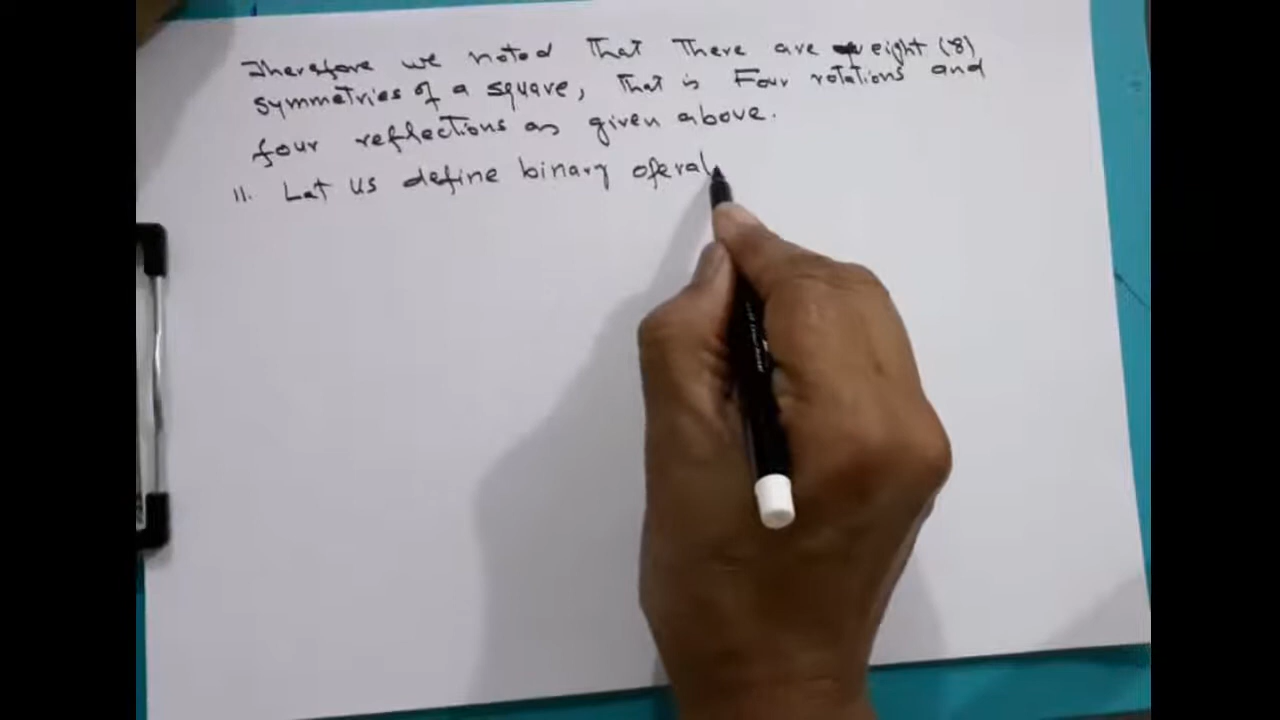 Therefore we noted that there are eight (8)
symmetries of a square, that is Four rotations and
four reflections as given above.
11. Let us define binary operat